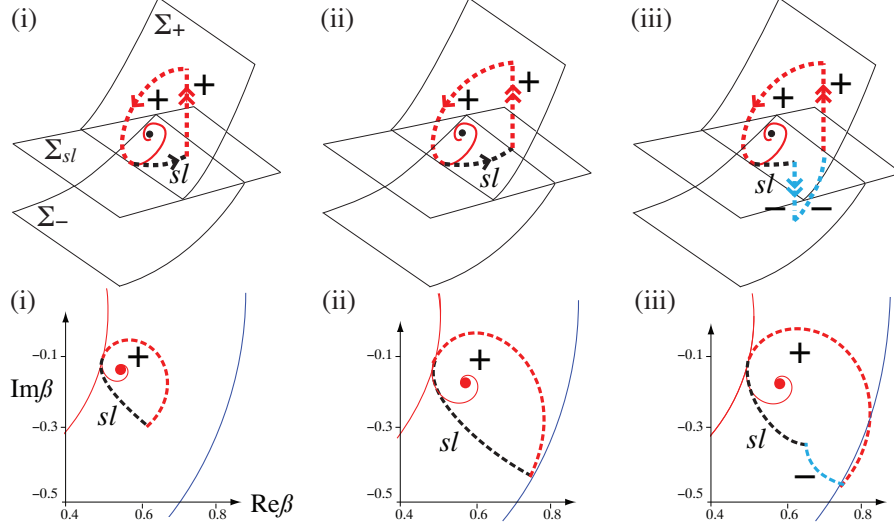 (i) (ii) (iii)
Σ+
+ + + + + +
Σsl
sl sl sl
Σ−
− −
(i) (ii) (iii)
−0.1 + −0.1 + −0.1 +
Imβ
sl sl sl
−0.3 −0.3 −0.3
−
−0.5 −0.5 −0.5
0.4 0.6 0.8 Reβ 0.4 0.6 0.8 0.4 0.6 0.8